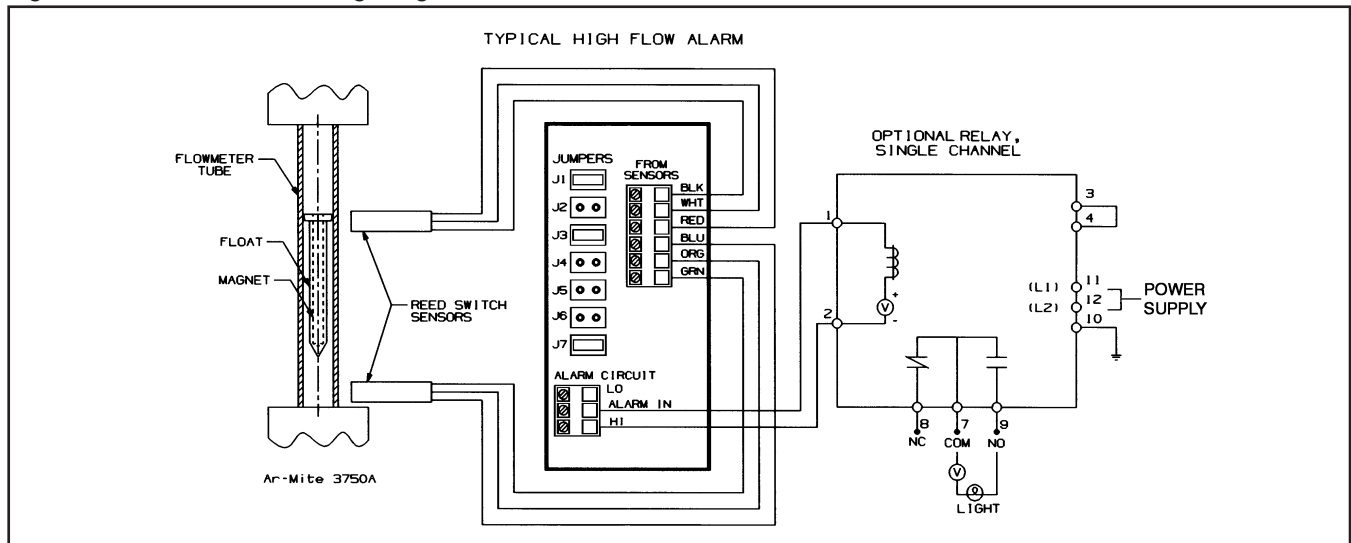 TYPICAL HIGH FLOW ALARM
FLOWMETER
TUBE
FLOAT
MAGNET
REED SWITCH
SENSORS
Ar-Mite 3750A
JUMPERS
J1
J2
J3
J4
J5
J6
J7
FROM
SENSORS
BLK
WHT
RED
BLU
ORG
GRN
ALARM CIRCUIT
LO
ALARM IN
HI
OPTIONAL RELAY,
SINGLE CHANNEL
1
2
V
+
-
3
4
(L1) 11
(L2) 12
10
POWER
SUPPLY
8
7
9
NC
COM
NO
V
LIGHT